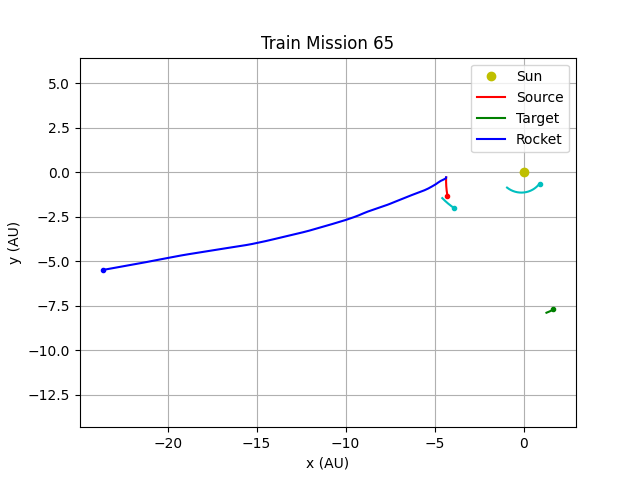 Train Mission 65
Sun
Source
Target
Rocket
5.0
2.5
0.0
−2.5
−5.0
−7.5
−10.0
−12.5
y (AU)
−20
−15
−10
−5
0
x (AU)